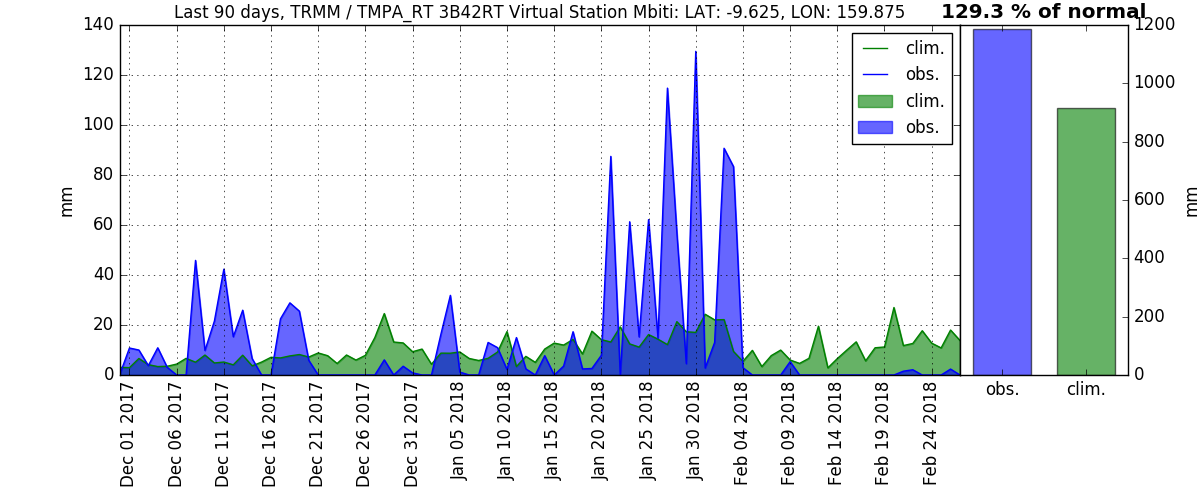 Last 90 days, TRMM / TMPA_RT 3B42RT Virtual Station Mbiti: LAT: -9.625, LON: 159.875
129.3 % of normal
mm
140
120
100
80
60
40
20
0
clim.
obs.
clim.
obs.
Dec 01 2017
Dec 06 2017
Dec 11 2017
Dec 16 2017
Dec 21 2017
Dec 26 2017
Dec 31 2017
Jan 05 2018
Jan 10 2018
Jan 15 2018
Jan 20 2018
Jan 25 2018
Jan 30 2018
Feb 04 2018
Feb 09 2018
Feb 14 2018
Feb 19 2018
Feb 24 2018
1200
1000
800
600
400
200
0
mm
obs.
clim.